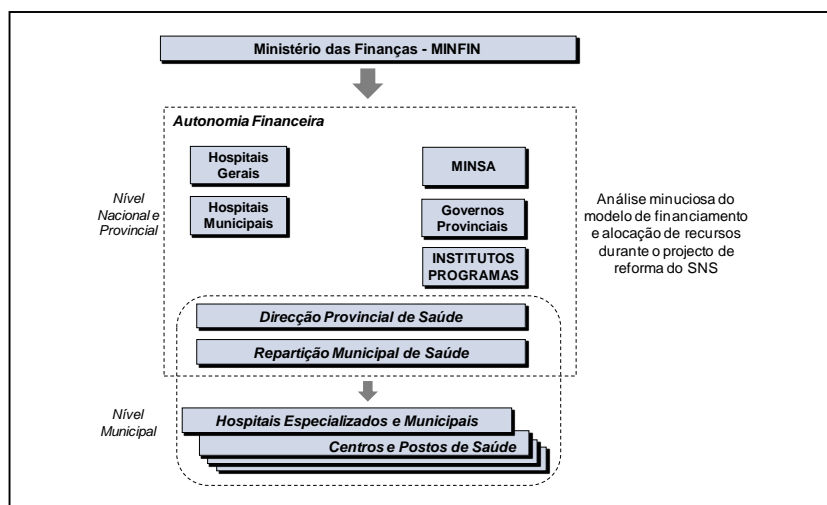 Ministério das Finanças - MINFIN
Autonomia Financeira
Hospitais
Gerais
MINSA
Nível
Nacional e
Provincial
Hospitais
Municipais
Governos
Provinciais
INSTITUTOS
PROGRAMAS
Análise minuciosa do
modelo de financiamento
e alocação de recursos
durante o projecto de
reforma do SNS
Direcção Provincial de Saúde
Repartição Municipal de Saúde
Nível
Municipal
Hospitais Especializados e Municipais
Centros e Postos de Saúde